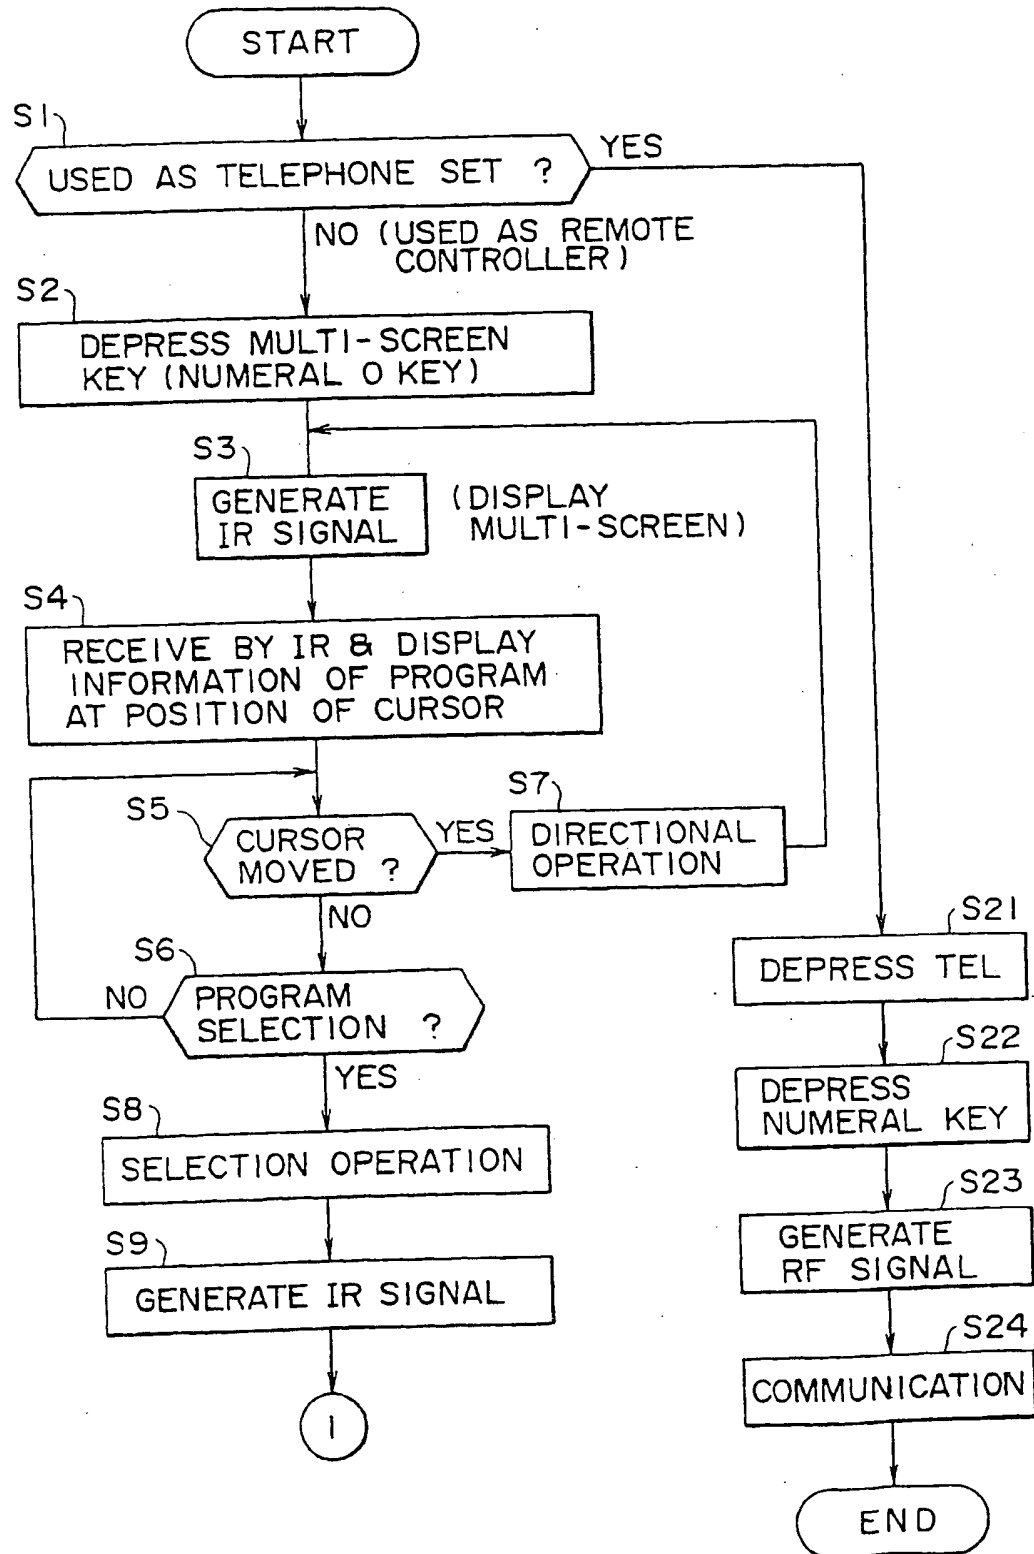 START
S1
USED AS TELEPHONE SET ?
YES
NO (USED AS REMOTE
CONTROLLER)
S2
DEPRESS MULTI-SCREEN
KEY (NUMERAL 0 KEY)
S3
GENERATE
IR SIGNAL
(DISPLAY
MULTI-SCREEN)
S4
RECEIVE BY IR & DISPLAY
INFORMATION OF PROGRAM
AT POSITION OF CURSOR
S5
CURSOR
MOVED ?
YES
S7
DIRECTIONAL
OPERATION
NO
S6
PROGRAM
SELECTION ?
NO
YES
S8
SELECTION OPERATION
S9
GENERATE IR SIGNAL
1
S21
DEPRESS TEL
S22
DEPRESS
NUMERAL KEY
S23
GENERATE
RF SIGNAL
S24
COMMUNICATION
END